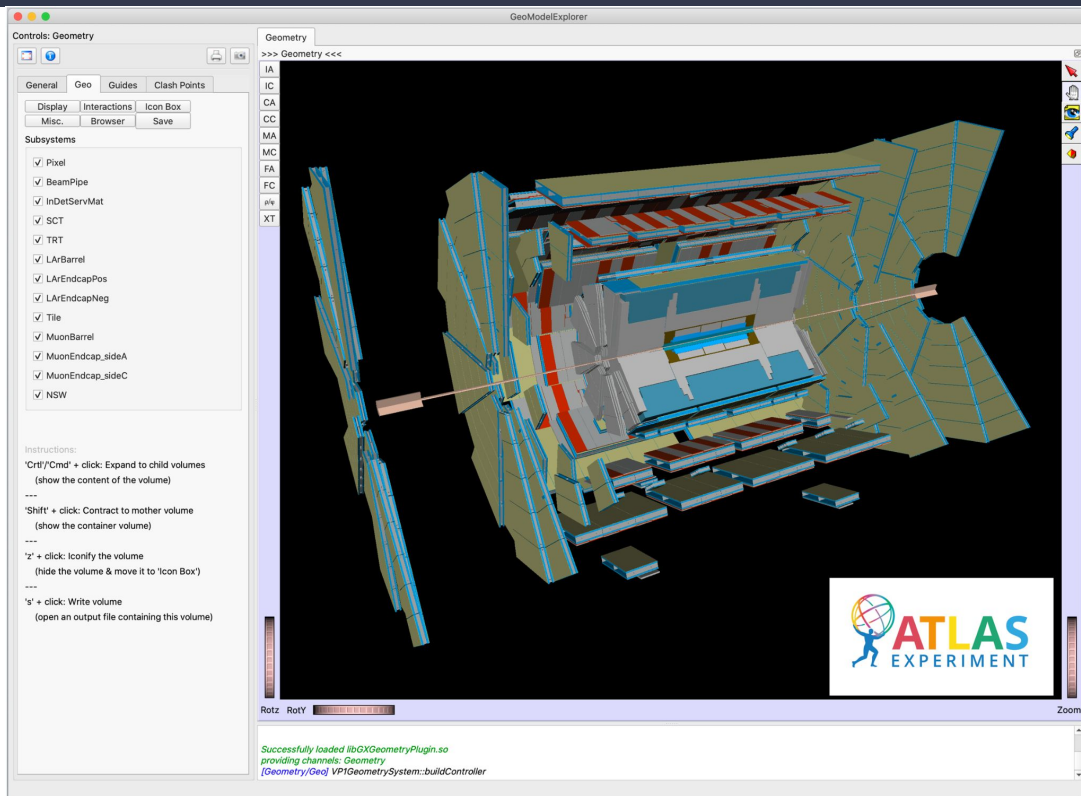 GeoModelExplorer
Controls: Geometry
General Geo Guides Clash Points
Display Interactions Icon Box
Misc. Browser Save
Subsystems
Pixel
BeamPipe
InDetServMat
SCT
TRT
LArBarrel
LArEndcapPos
LArEndcapNeg
Tile
MuonBarrel
MuonEndcap_sideA
MuonEndcap_sideC
NSW
Instructions:
'Crtl'/'Cmd' + click: Expand to child volumes
(show the content of the volume)
---
'Shift' + click: Contract to mother volume
(show the container volume)
---
'z' + click: Iconify the volume
(hide the volume & move it to 'Icon Box')
---
's' + click: Write volume
(open an output file containing this volume)
Geometry
>>> Geometry <<<
IA
IC
CA
CC
MA
MC
FA
FC
ρ/φ
XT
ATLAS
EXPERIMENT
Rotz RotY Zoom
Successfully loaded libGXGeometryPlugin.so
providing channels: Geometry
[Geometry/Geo] VP1GeometrySystem::buildController